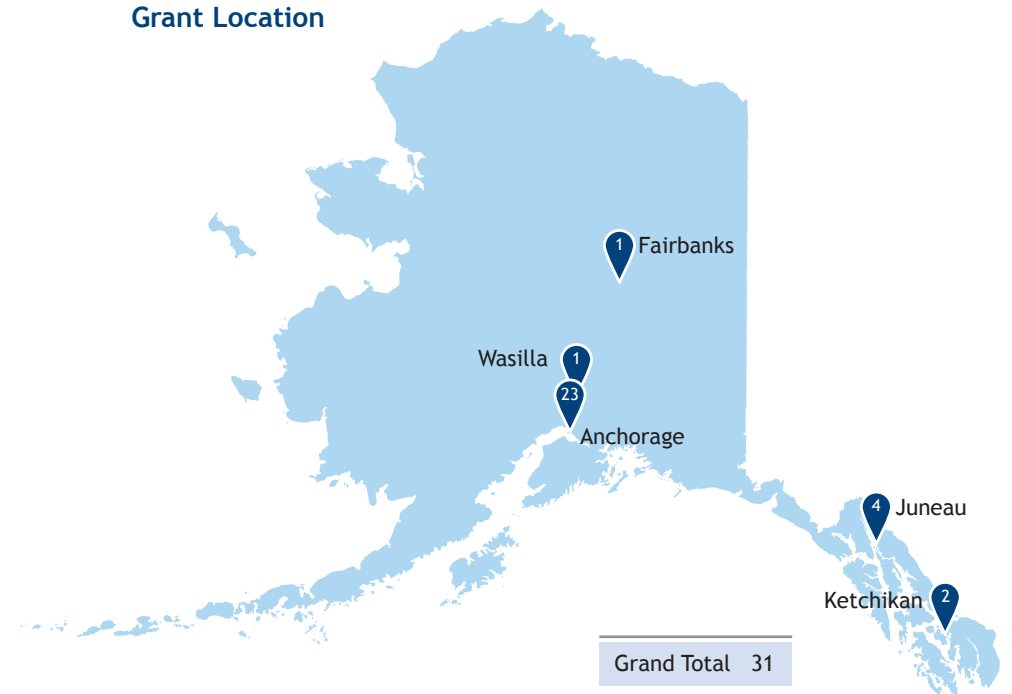 Grant Location
1 Fairbanks
Wasilla 1
23
Anchorage
4 Juneau
Ketchikan 2
Grand Total 31